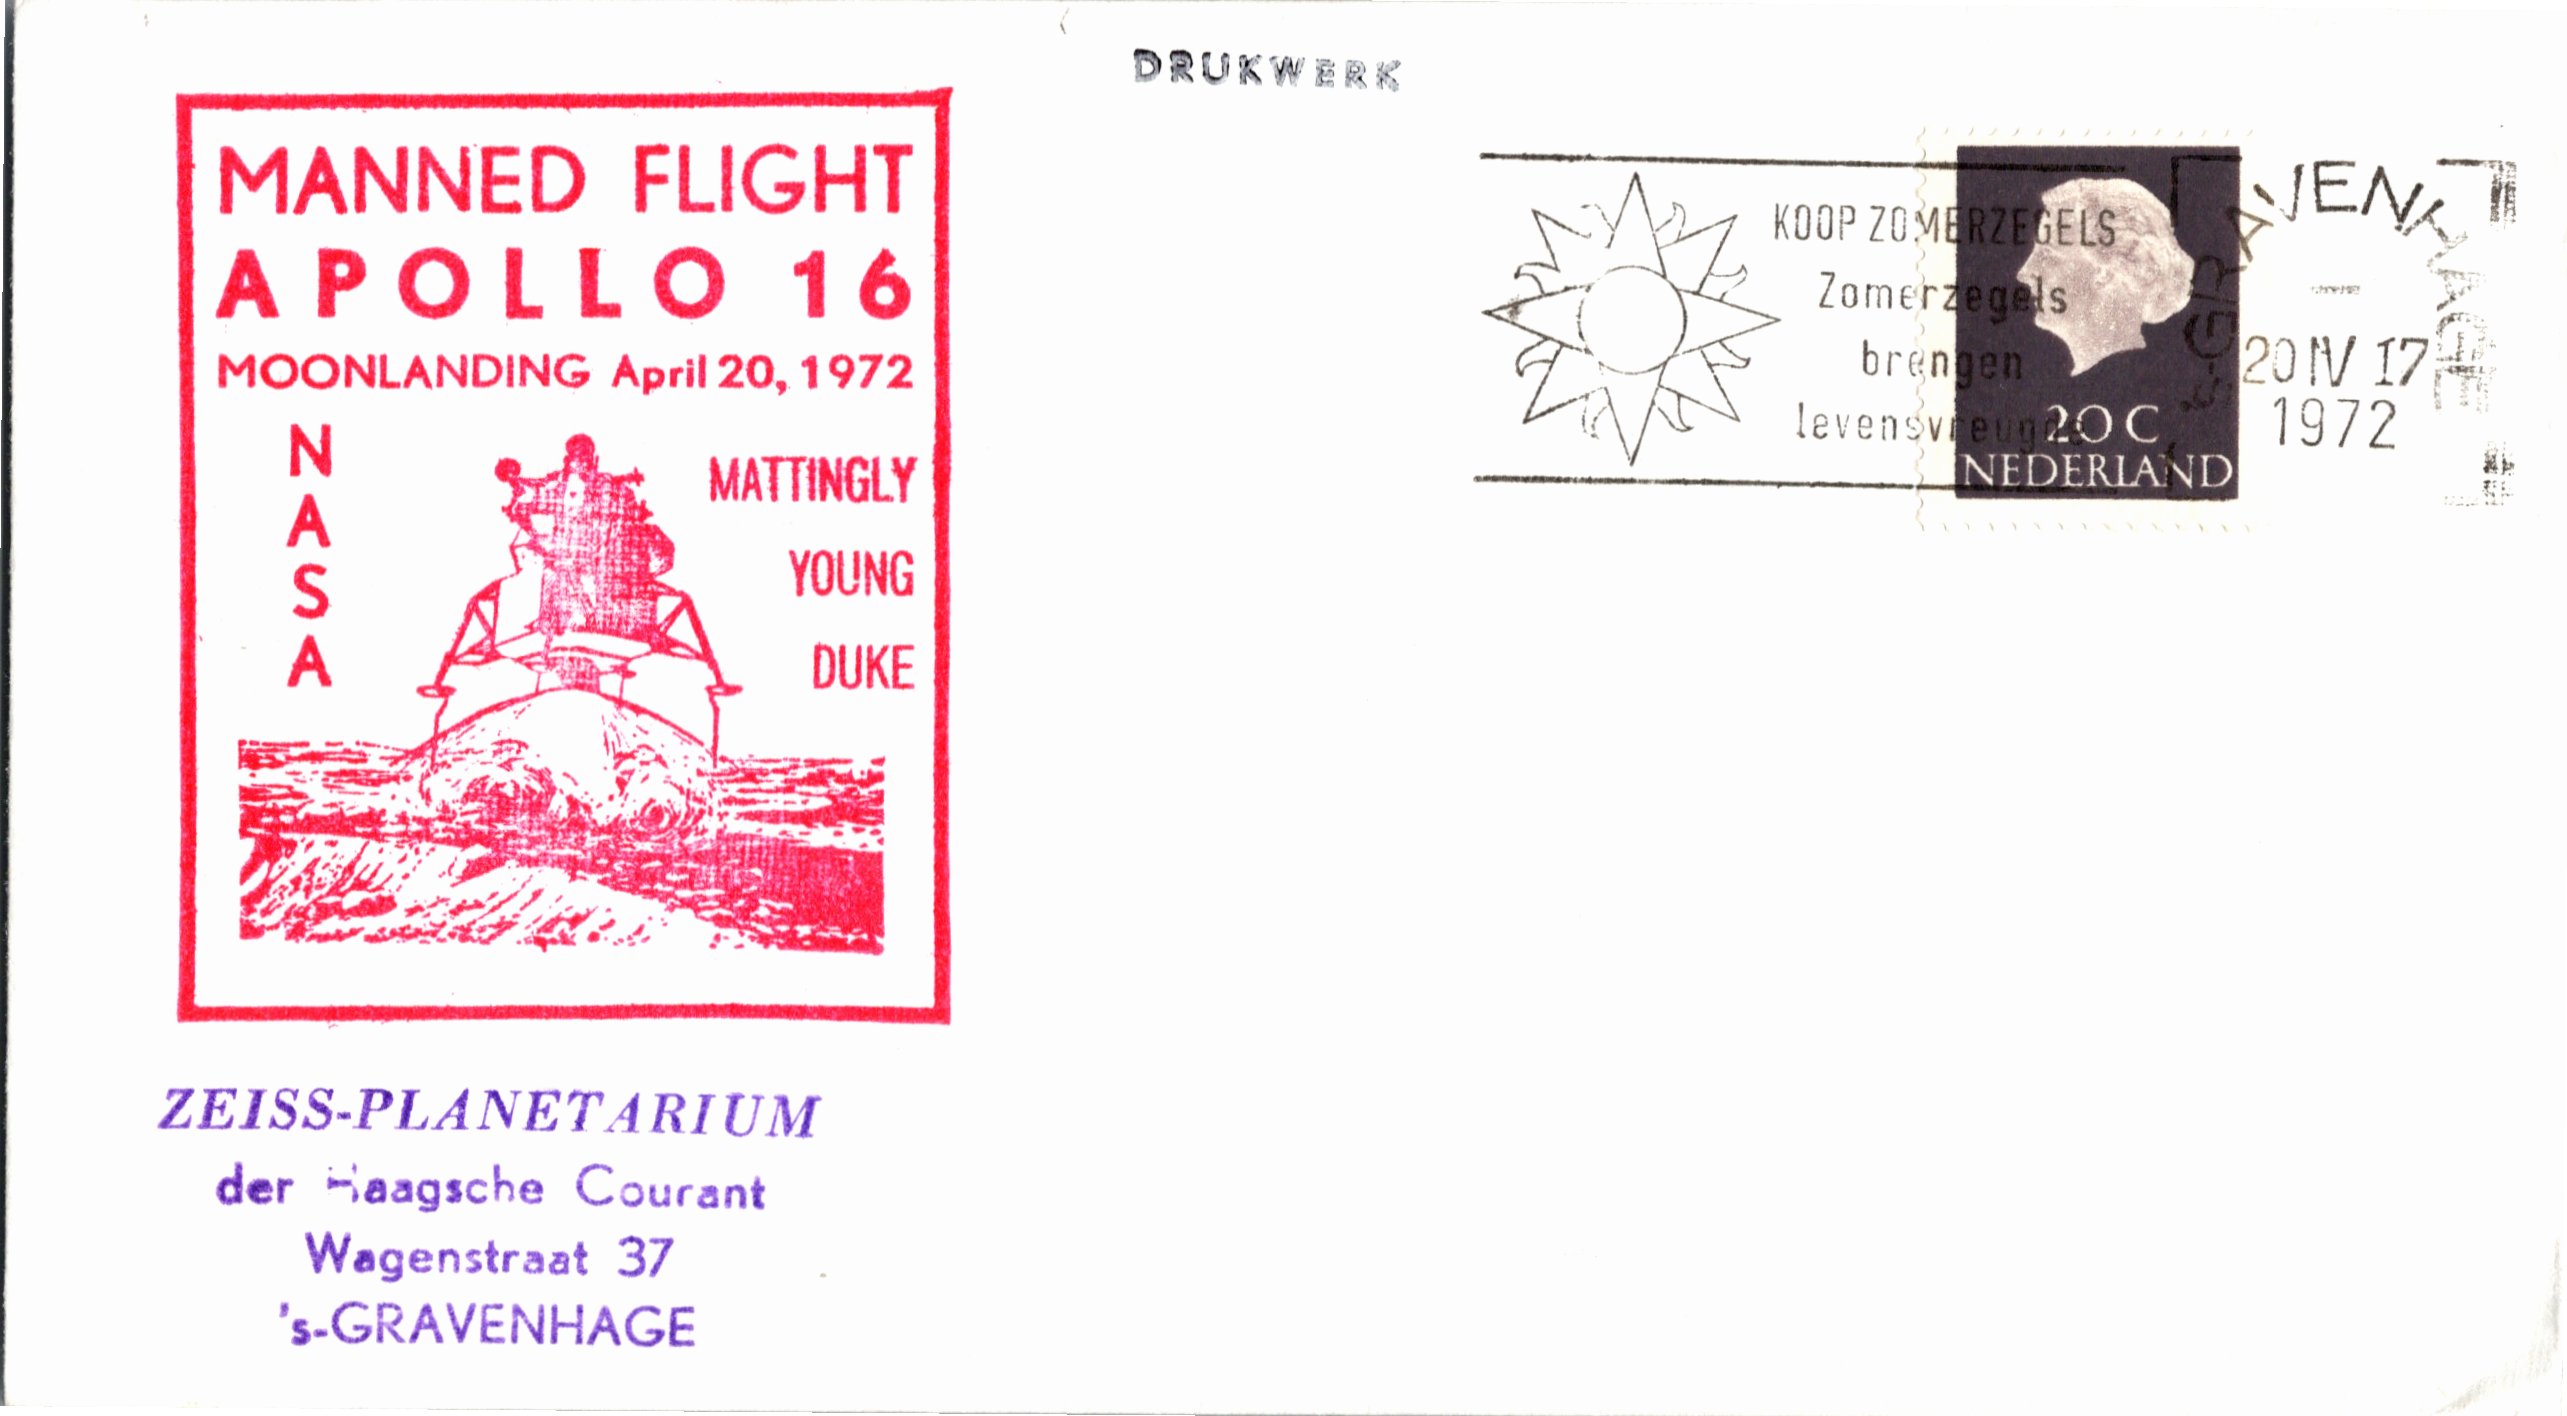 DRUKWERK
MANNED FLIGHT
APOLLO 16
MOONLANDING April 20, 1972
NASA
MATTINGLY
YOUNG
DUKE
KOOP ZOMERZEGELS
Zomerzegels
brengen
levensvreugde
20 C
NEDERLAND
's-GRAVENHAGE
20 IV 17
1972
ZEISS-PLANETARIUM
der Haagsche Courant
Wagenstraat 37
's-GRAVENHAGE